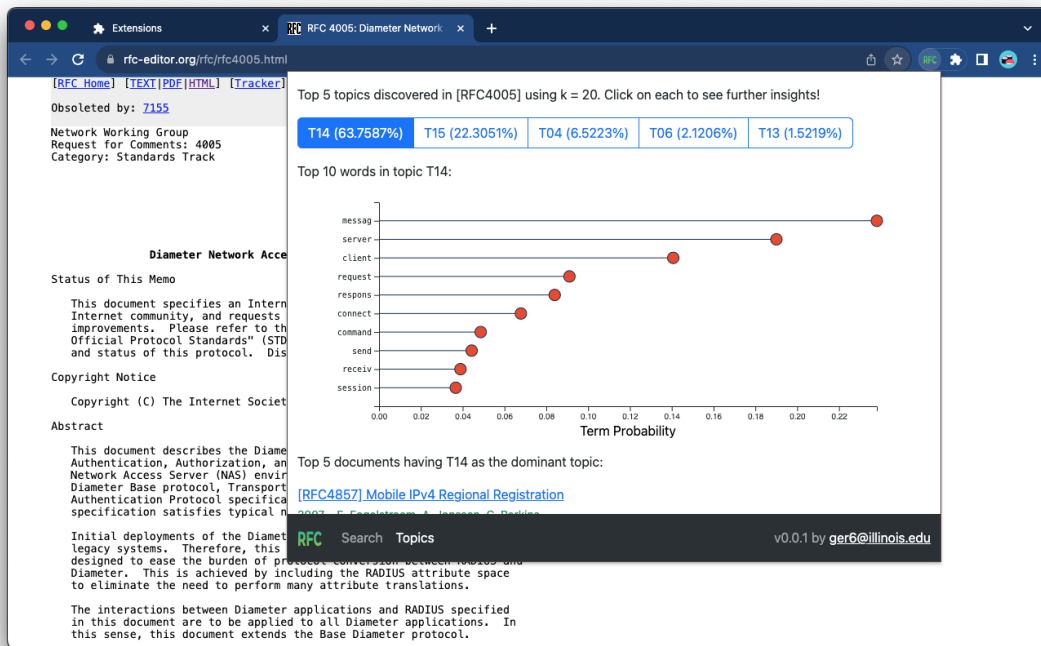 Extensions
RFC 4005: Diameter Network
rfc-editor.org/rfc/rfc4005.html
RFC
[RFC Home] [TEXT|PDF|HTML] [Tracker]
Obsoleted by: 7155
Network Working Group
Request for Comments: 4005
Category: Standards Track
Diameter Network Acce
Status of This Memo
This document specifies an Intern
Internet community, and requests
improvements. Please refer to th
Official Protocol Standards" (STD
and status of this protocol. Dis
Copyright Notice
Copyright (C) The Internet Societ
Abstract
This document describes the Diame
Authentication, Authorization, an
Network Access Server (NAS) envir
Diameter Base protocol, Transport
Authentication Protocol specifica
specification satisfies typical n
Initial deployments of the Diamet
legacy systems. Therefore, this
designed to ease the burden of protocol conversion between RADIUS and
Diameter. This is achieved by including the RADIUS attribute space
to eliminate the need to perform many attribute translations.
The interactions between Diameter applications and RADIUS specified
in this document are to be applied to all Diameter applications. In
this sense, this document extends the Base Diameter protocol.
Top 5 topics discovered in [RFC4005] using k = 20. Click on each to see further insights!
T14 (63.7587%) T15 (22.3051%) T04 (6.5223%) T06 (2.1206%) T13 (1.5219%)
Top 10 words in topic T14:
messag
server
client
request
respons
connect
command
send
receiv
session
0.00 0.02 0.04 0.06 0.08 0.10 0.12 0.14 0.16 0.18 0.20 0.22
Term Probability
Top 5 documents having T14 as the dominant topic:
[RFC4857] Mobile IPv4 Regional Registration
RFC Search Topics v0.0.1 by ger6@illinois.edu